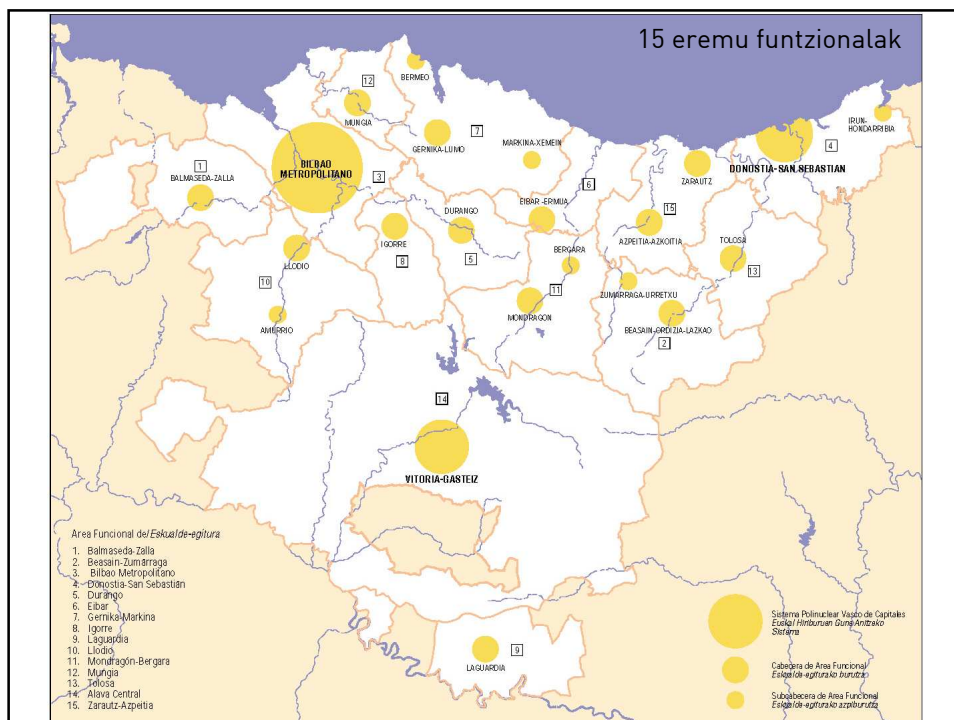 15 eremu funtzionalak
BERMEO
12
MUNGIA
7
GERNIKA-LUMO
MARKINA-XEMEIN
IRUN-
HONDARRIBIA
4
DONOSTIA-SAN SEBASTIAN
ZARAUTZ
BILBAO
METROPOLITANO
1
BALMASEDA-ZALLA
3
6
DURANGO
EIBAR-ERMUA
15
AZPEITIA-AZKOITIA
IGORRE
8
5
BERGARA
TOLOSA
13
LLODIO
10
11
ZUMARRAGA-URRETXU
MONDRAGON
AMURRIO
BEASAIN-ORDIZIA-LAZKAO
2
14
VITORIA-GASTEIZ
Area Funcional de/Eskualde-egitura
1. Balmaseda-Zalla
2. Beasain-Zumárraga
3. Bilbao Metropolitano
4. Donostia-San Sebastián
5. Durango
6. Eibar
7. Gernika-Markina
8. Igorre
9. Laguardia
10. Llodio
11. Mondragón-Bergara
12. Mungia
13. Tolosa
14. Alava Central
15. Zarautz-Azpeitia
LAGUARDIA
9
Sistema Polinuclear Vasco de Capitales
Euskal Hiriburuen Gune Anitzeko
Sistema
Cabecera de Area Funcional
Eskualde-egiturako burutza
Subcabecera de Area Funcional
Eskualde-egiturako azpiburutza